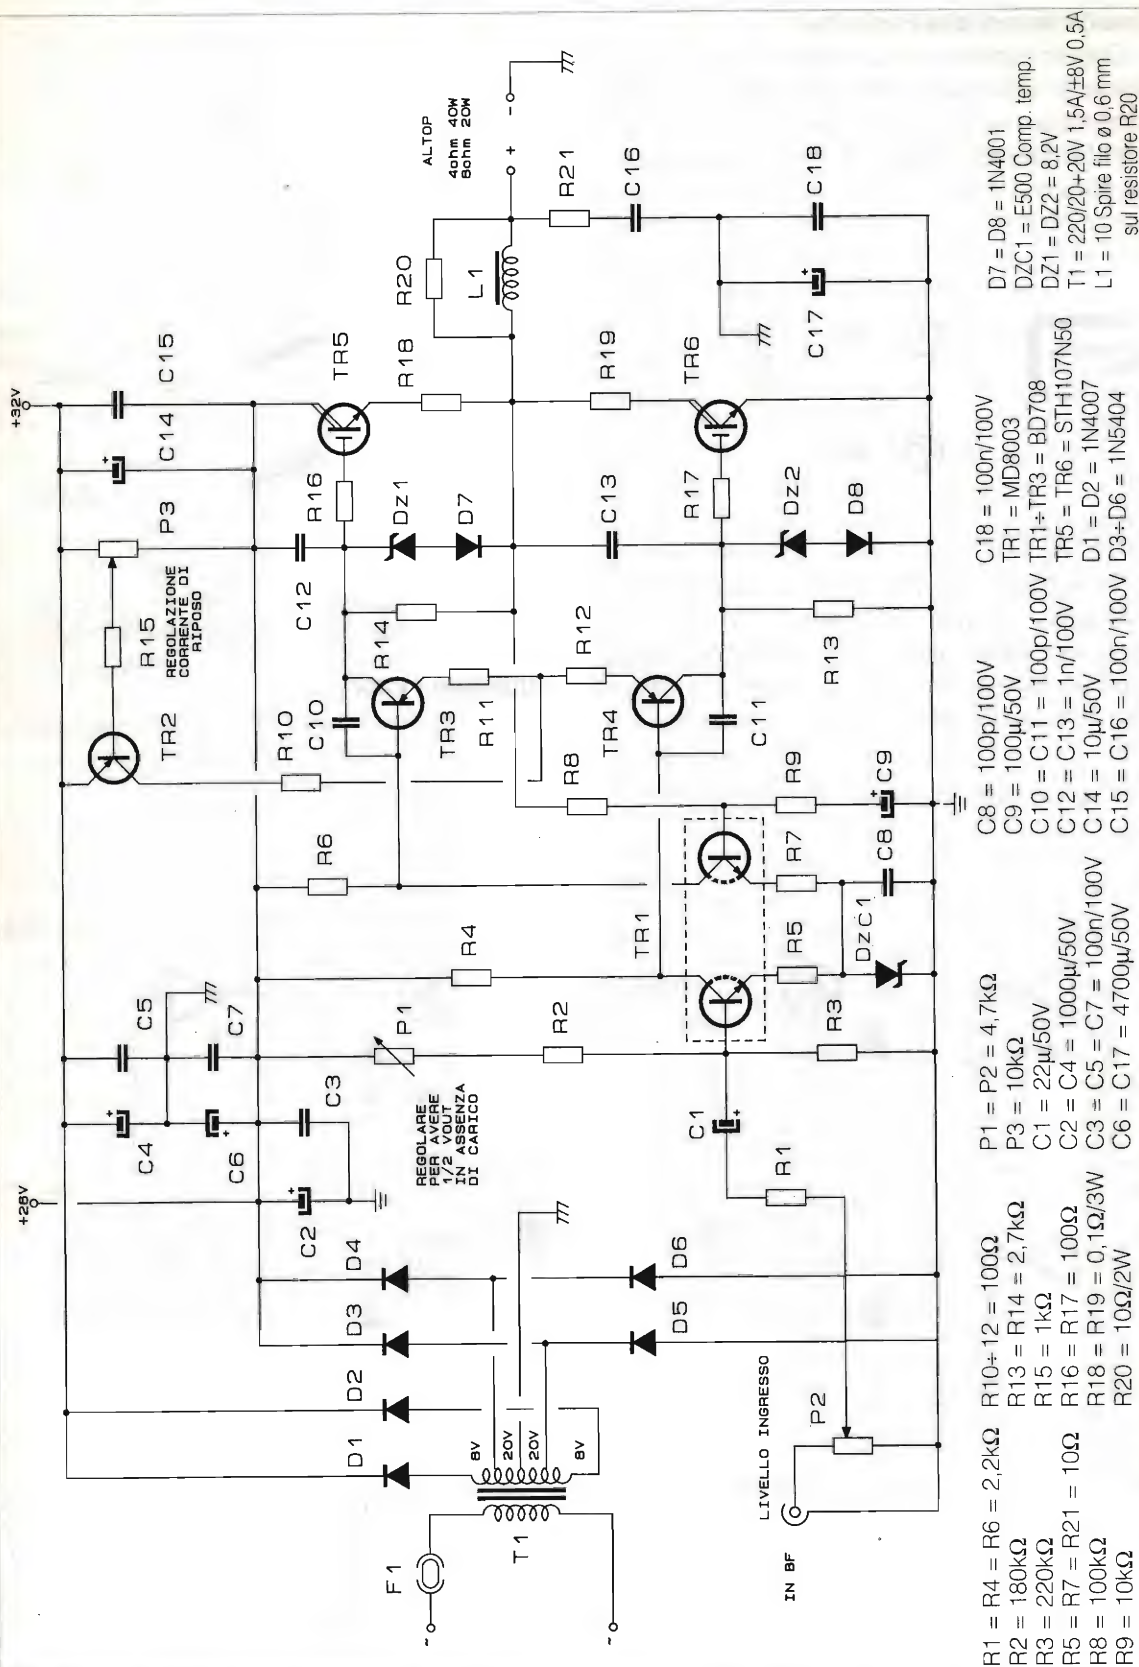 +28V
+32V
C5
C7
C4
C6
C3
C2
D4
D3
D2
D1
D6
D5
8V
20V
20V
8V
T1
F1
~
~
LIVELLO INGRESSO
IN BF
P2
R1
C1
REGOLARE
PER AVERE
1/2 VOUT
IN ASSENZA
DI CARICO
P1
R2
R3
R4
R6
TR1
R5
R7
DzC1
C8
R8
R9
C9
TR2
R15
P3
REGOLAZIONE
CORRENTE DI
RIPOSO
R10
C10
TR3
R11
R14
R12
TR4
C11
R13
C12
C13
R16
Dz1
D7
R17
Dz2
D8
C14
C15
TR5
R18
R19
TR6
R20
L1
R21
C16
C17
C18
ALTOP
4ohm 40W
8ohm 20W
+ -
R1 = R4 = R6 = 2,2kΩ
R2 = 180kΩ
R3 = 220kΩ
R5 = R7 = R21 = 10Ω
R8 = 100kΩ
R9 = 10kΩ
R10÷12 = 100Ω
R13 = R14 = 2,7kΩ
R15 = 1kΩ
R16 = R17 = 100Ω
R18 = R19 = 0,1Ω/3W
R20 = 10Ω/2W
P1 = P2 = 4,7kΩ
P3 = 10kΩ
C1 = 22µ/50V
C2 = C4 = 1000µ/50V
C3 = C5 = C7 = 100n/100V
C6 = C17 = 4700µ/50V
C8 = 100p/100V
C9 = 100µ/50V
C10 = C11 = 100p/100V
C12 = C13 = 1n/100V
C14 = 10µ/50V
C15 = C16 = 100n/100V
C18 = 100n/100V
TR1 = MD8003
TR1÷TR3 = BD708
TR5 = TR6 = STH107N50
D1 = D2 = 1N4007
D3÷D6 = 1N5404
D7 = D8 = 1N4001
DZC1 = E500 Comp. temp.
DZ1 = DZ2 = 8,2V
T1 = 220/20+20V 1,5A/±8V 0,5A
L1 = 10 Spire filo ø 0,6 mm
sul resistore R20